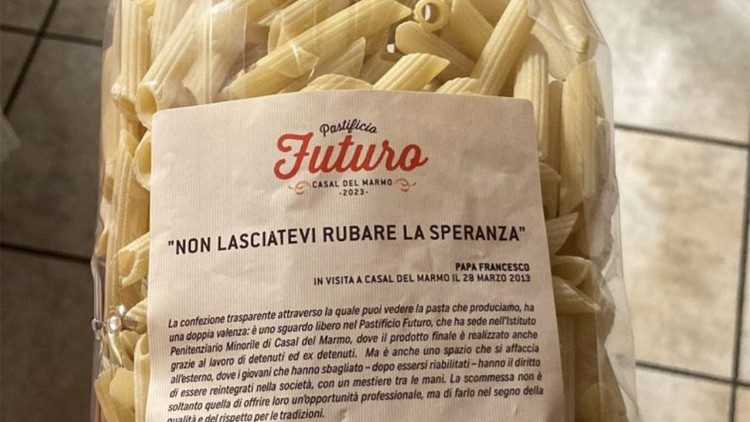 Pastificio
Futuro
CASAL DEL MARMO
-2023-
"NON LASCIATEVI RUBARE LA SPERANZA"
PAPA FRANCESCO
IN VISITA A CASAL DEL MARMO IL 28 MARZO 2013
La confezione trasparente attraverso la quale puoi vedere la pasta che produciamo, ha
una doppia valenza: è uno sguardo libero nel Pastificio Futuro, che ha sede nell'Istituto
Penitenziario Minorile di Casal del Marmo, dove il prodotto finale è realizzato anche
grazie al lavoro di detenuti ed ex detenuti. Ma è anche uno spazio che si affaccia
all'esterno, dove i giovani che hanno sbagliato - dopo essersi riabilitati - hanno il diritto
di essere reintegrati nella società, con un mestiere tra le mani. La scommessa non è
soltanto quella di offrire loro un'opportunità professionale, ma di farlo nel segno della
qualità e del rispetto per le tradizioni.